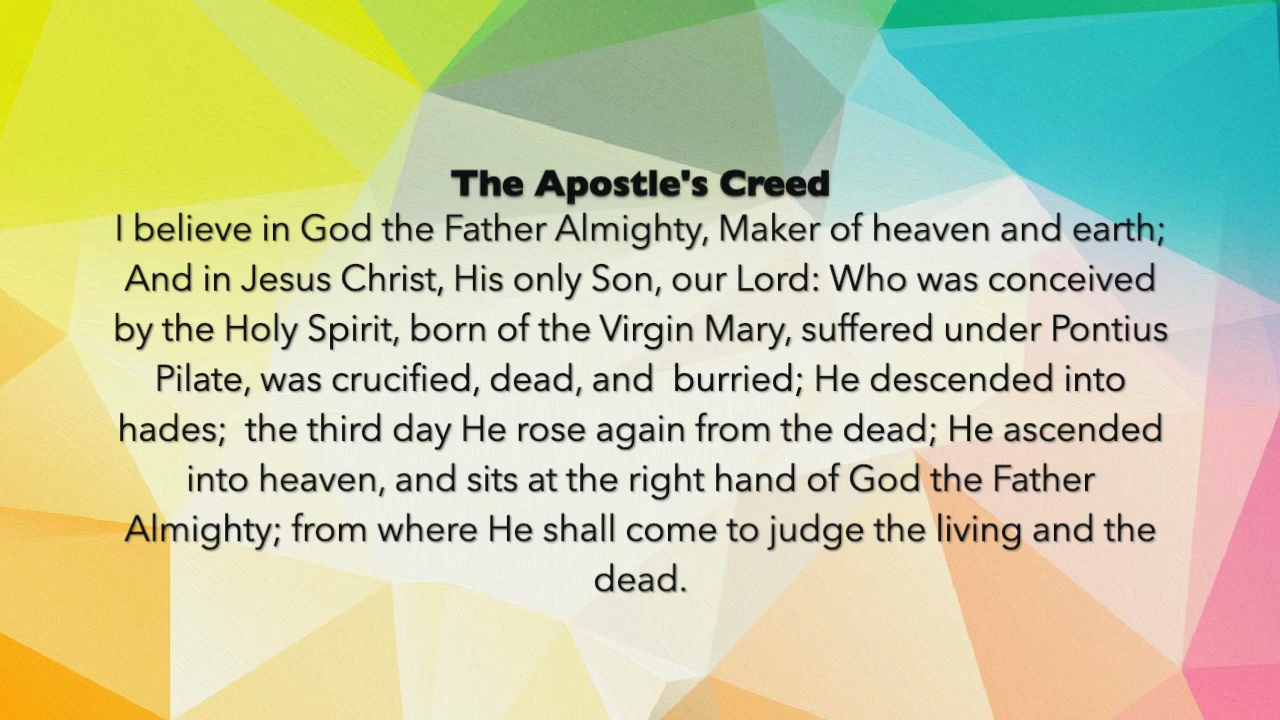 The Apostle's Creed
I believe in God the Father Almighty, Maker of heaven and earth;
And in Jesus Christ, His only Son, our Lord: Who was conceived
by the Holy Spirit, born of the Virgin Mary, suffered under Pontius
Pilate, was crucified, dead, and  burried; He descended into
hades;  the third day He rose again from the dead; He ascended
into heaven, and sits at the right hand of God the Father
Almighty; from where He shall come to judge the living and the
dead.